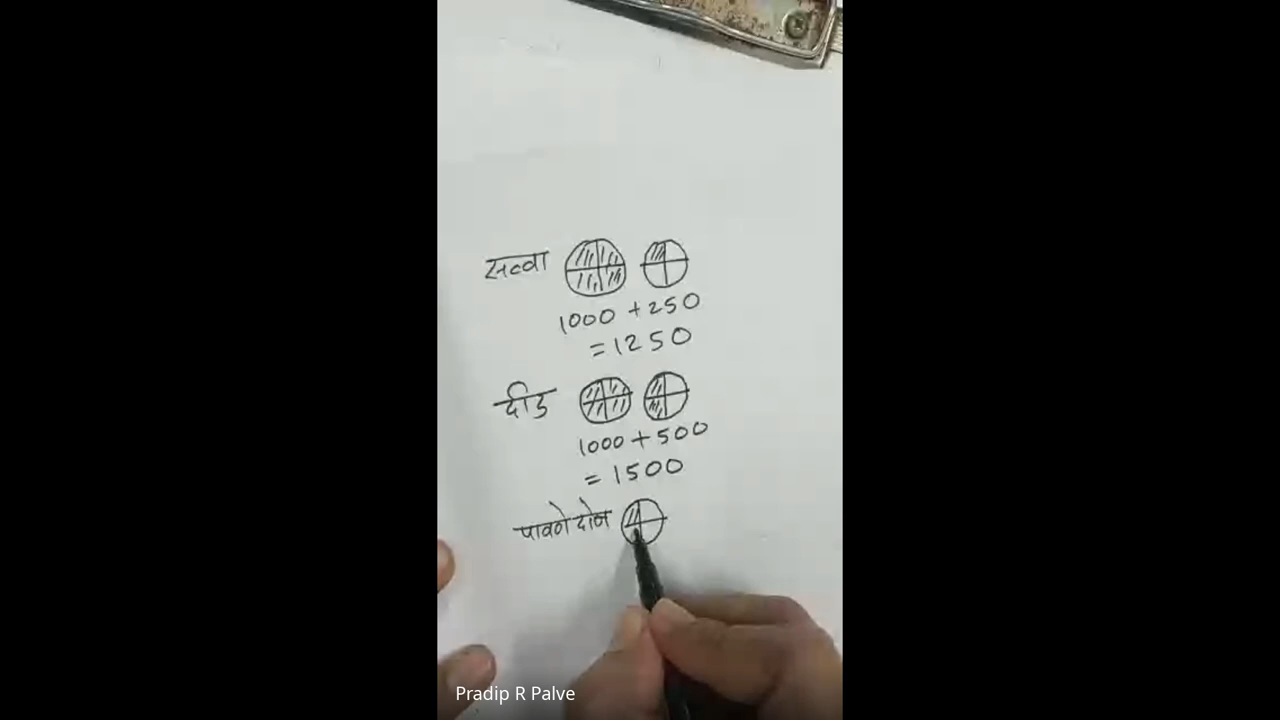 सव्वा
1000 + 250
= 1250
दीड
1000 + 500
= 1500
पावणे दोन
Pradip R Palve